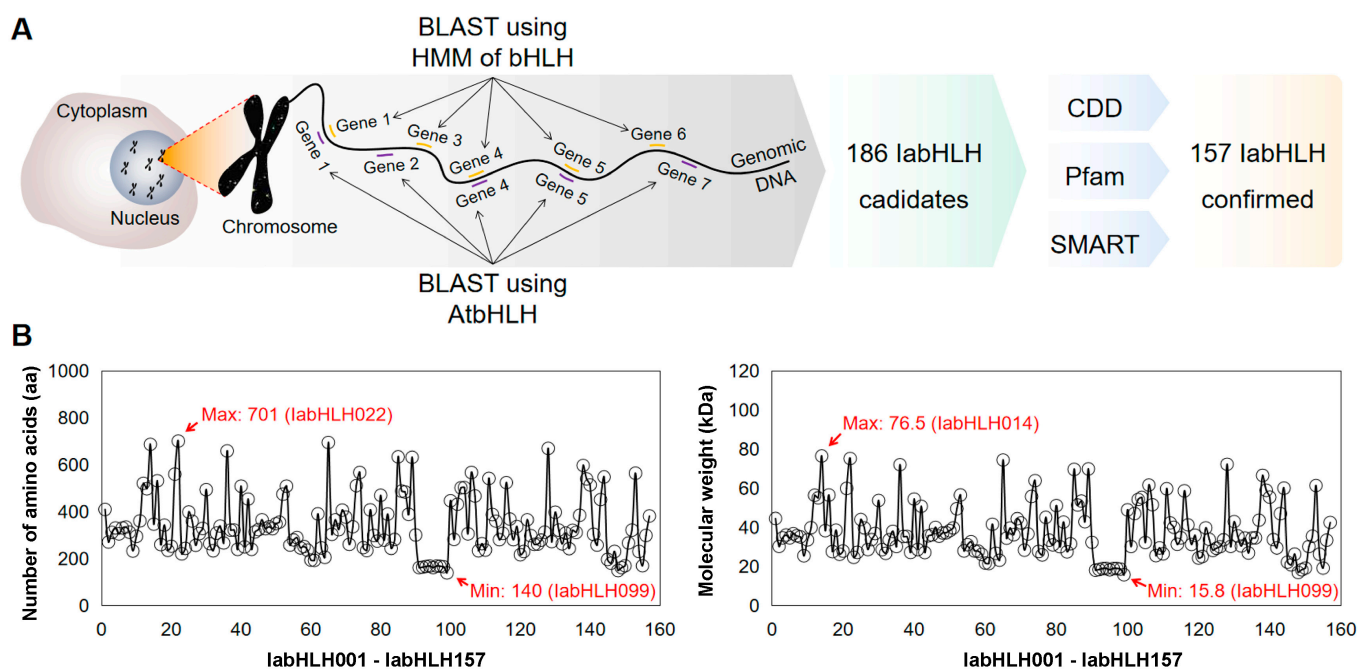 A
BLAST using
HMM of bHLH
Cytoplasm
Nucleus
Chromosome
Gene 1
Gene 1
Gene 2
Gene 3
Gene 4
Gene 4
Gene 5
Gene 5
Gene 6
Gene 7
Genomic
DNA
BLAST using
AtbHLH
186 IabHLH
cadidates
CDD
Pfam
SMART
157 IabHLH
confirmed
B
Number of amino acids (aa)
1000
800
600
400
200
0
Max: 701 (IabHLH022)
Min: 140 (IabHLH099)
0 20 40 60 80 100 120 140 160
IabHLH001 - IabHLH157
Molecular weight (kDa)
120
100
80
60
40
20
0
Max: 76.5 (IabHLH014)
Min: 15.8 (IabHLH099)
0 20 40 60 80 100 120 140 160
IabHLH001 - IabHLH157